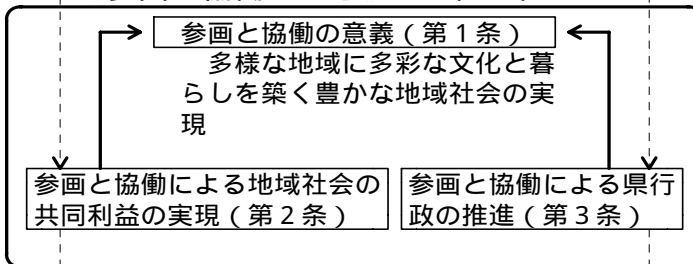 参画と協働の意義(第1条)
多様な地域に多彩な文化と暮
らしを築く豊かな地域社会の実
現
参画と協働による地域社会の
共同利益の実現(第2条)
参画と協働による県行
政の推進(第3条)